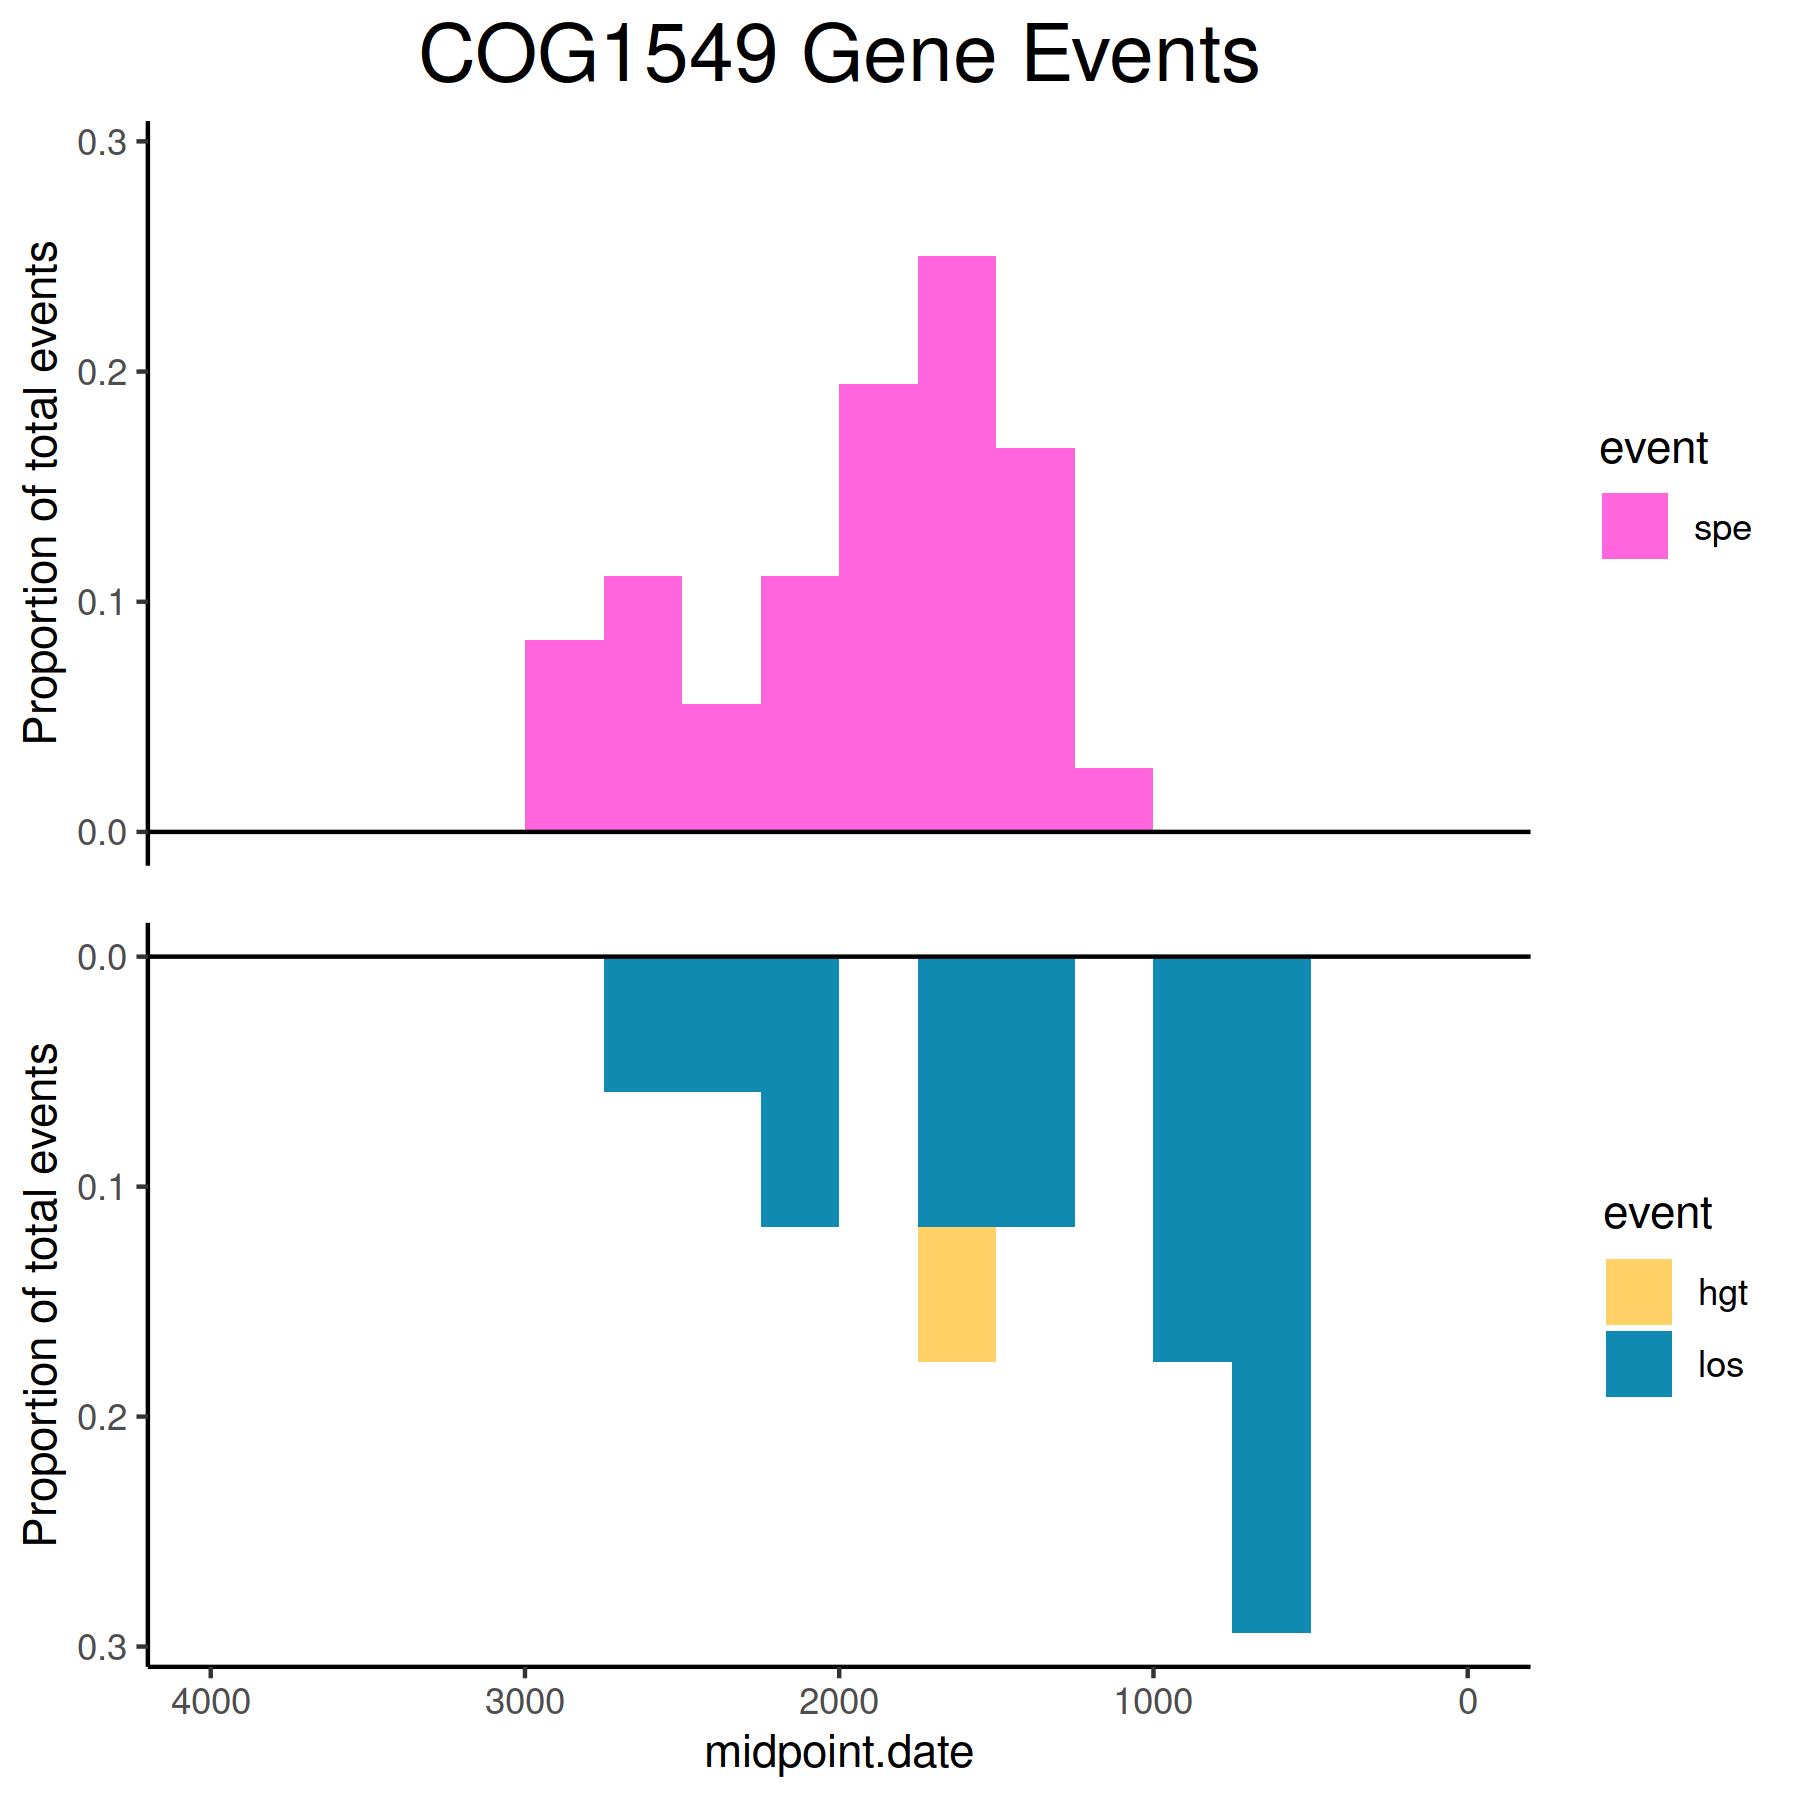 COG1549 Gene Events
Proportion of total events
0.3
0.2
0.1
0.0
event
spe
Proportion of total events
0.0
0.1
0.2
0.3
event
hgt
los
4000 3000 2000 1000 0
midpoint.date